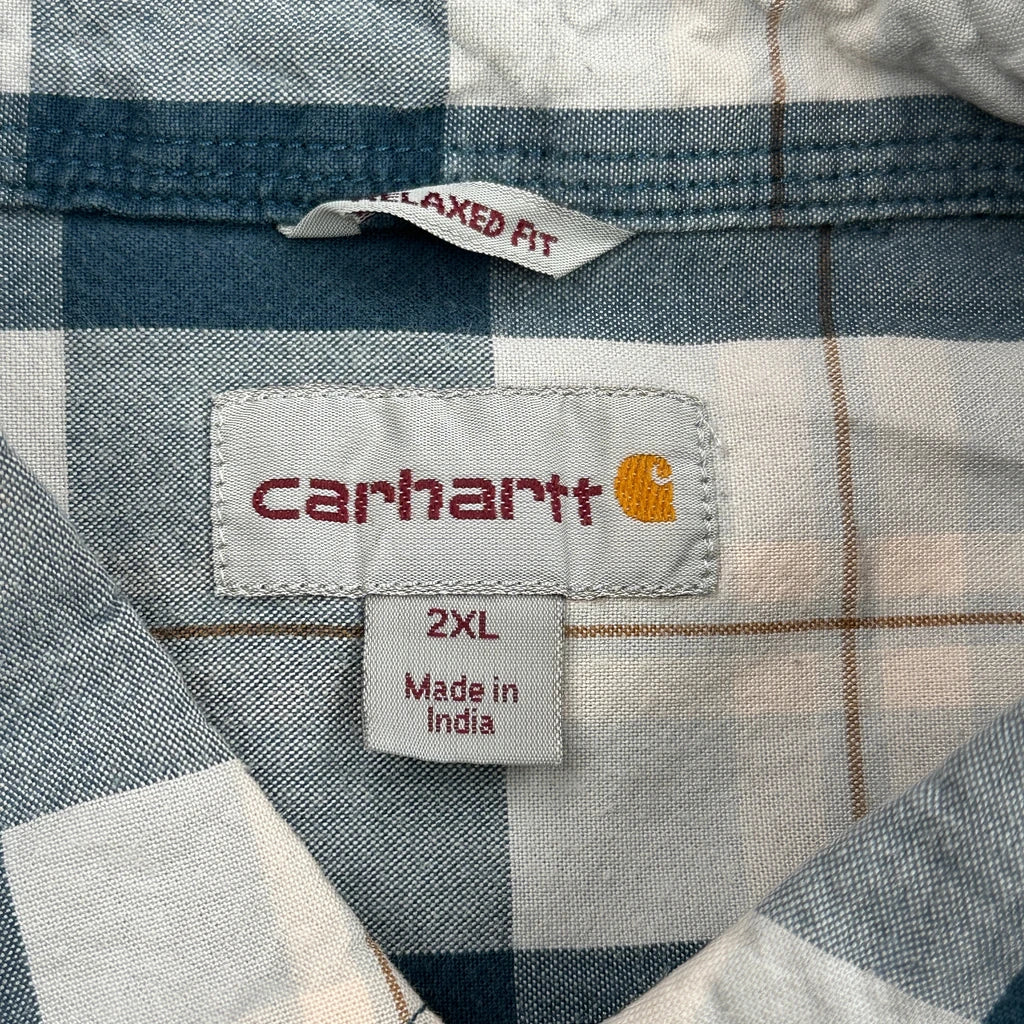 RELAXED FIT
carhartt
2XL
Made in
India